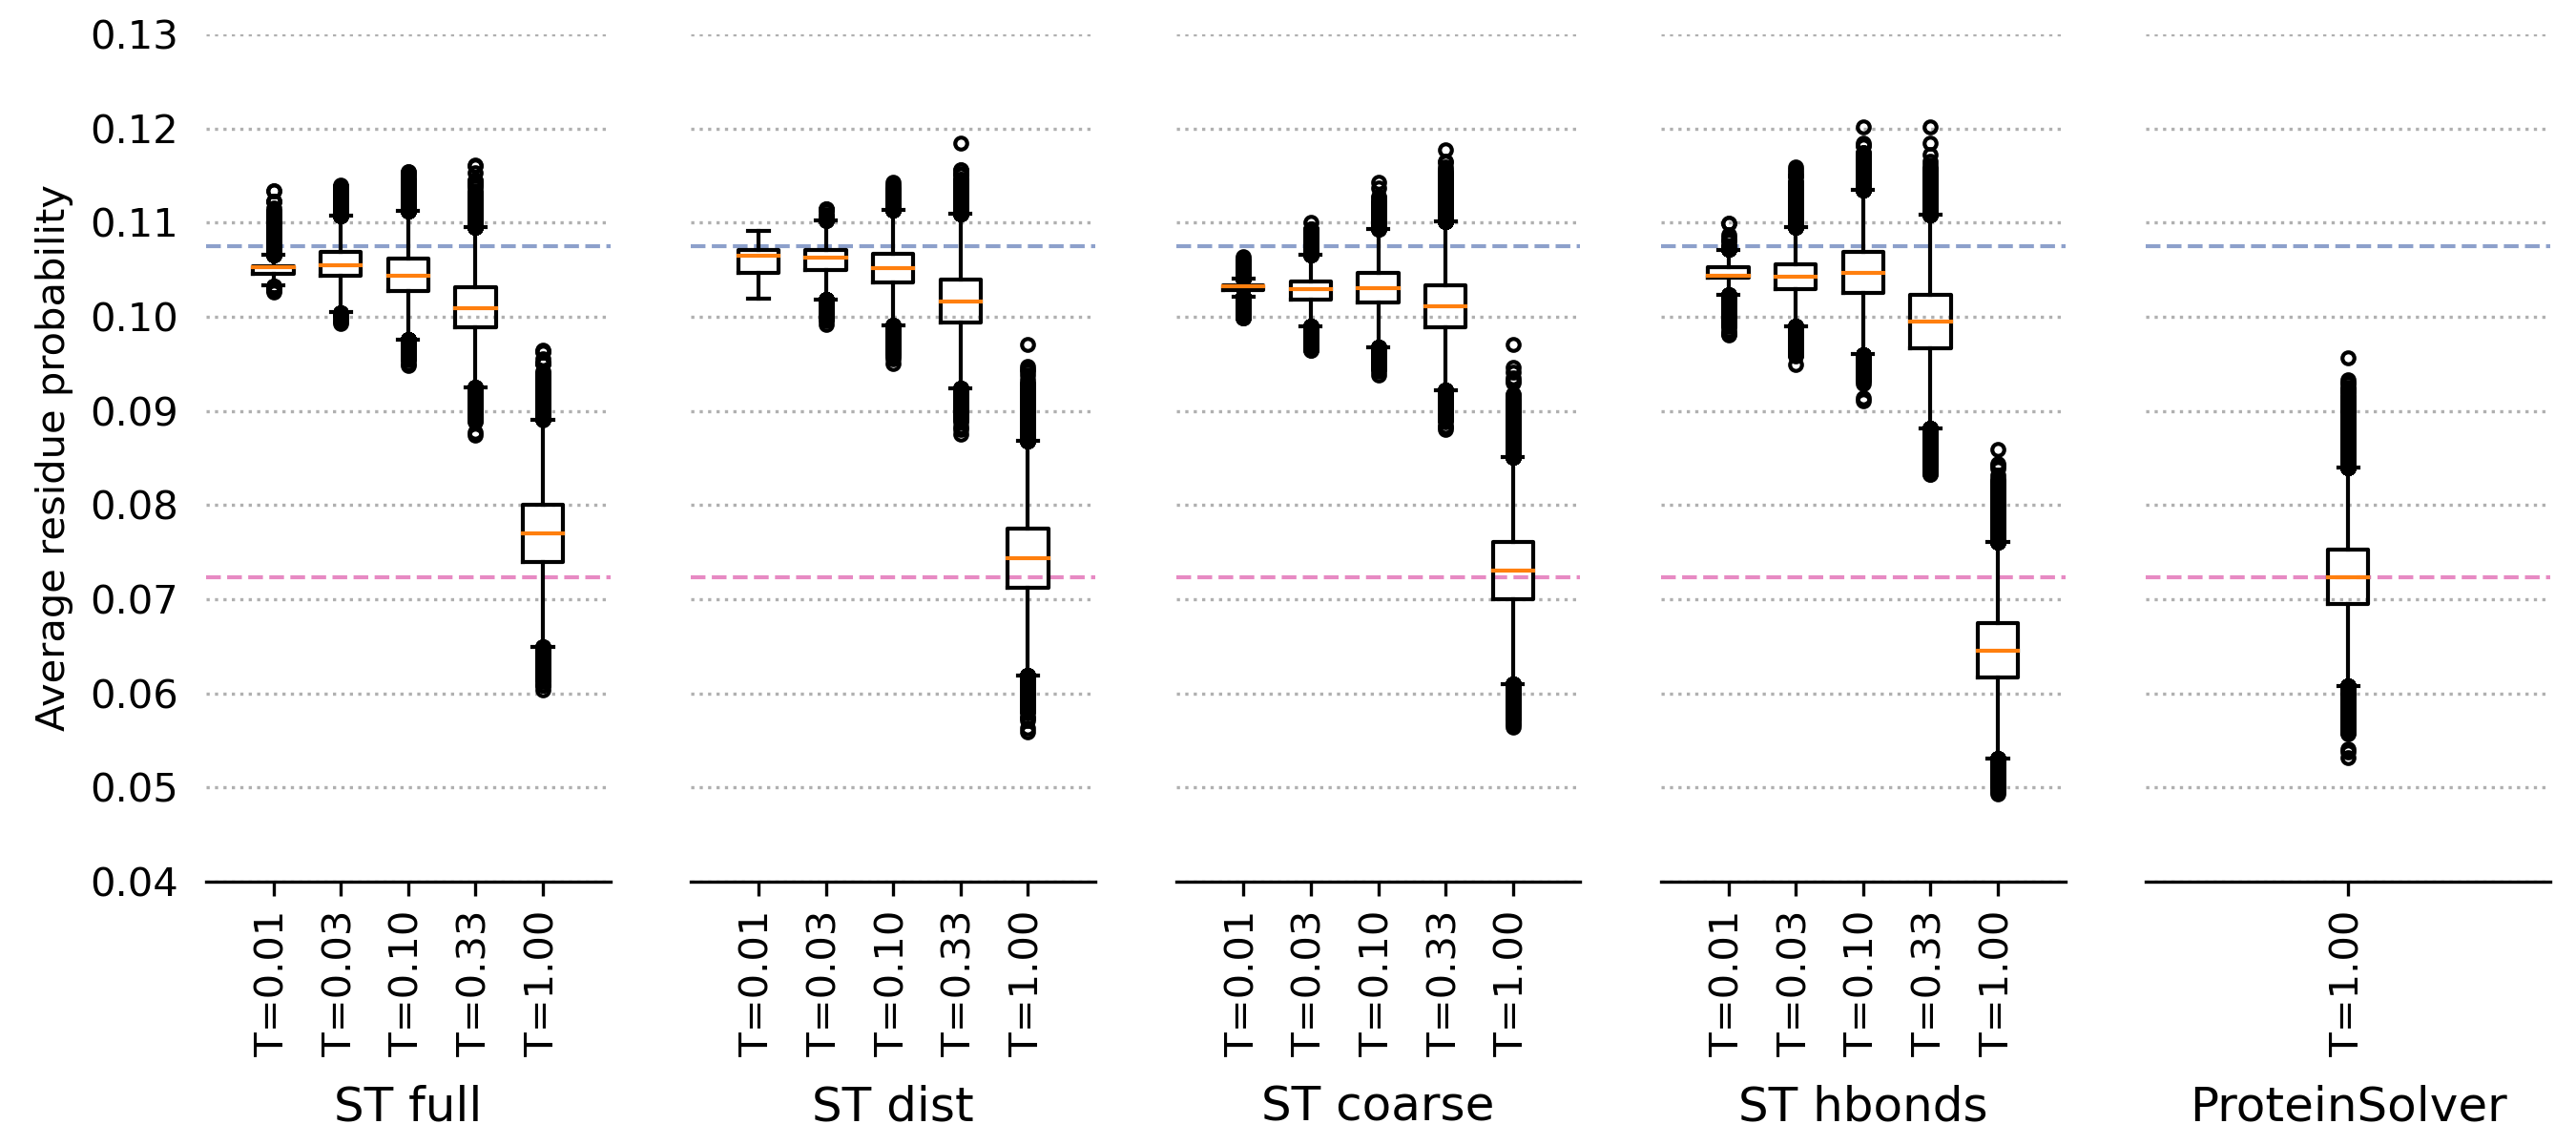 Average residue probability
0.13
0.12
0.11
0.10
0.09
0.08
0.07
0.06
0.05
0.04
T=0.01
T=0.03
T=0.10
T=0.33
T=1.00
ST full
T=0.01
T=0.03
T=0.10
T=0.33
T=1.00
ST dist
T=0.01
T=0.03
T=0.10
T=0.33
T=1.00
ST coarse
T=0.01
T=0.03
T=0.10
T=0.33
T=1.00
ST hbonds
T=1.00
ProteinSolver